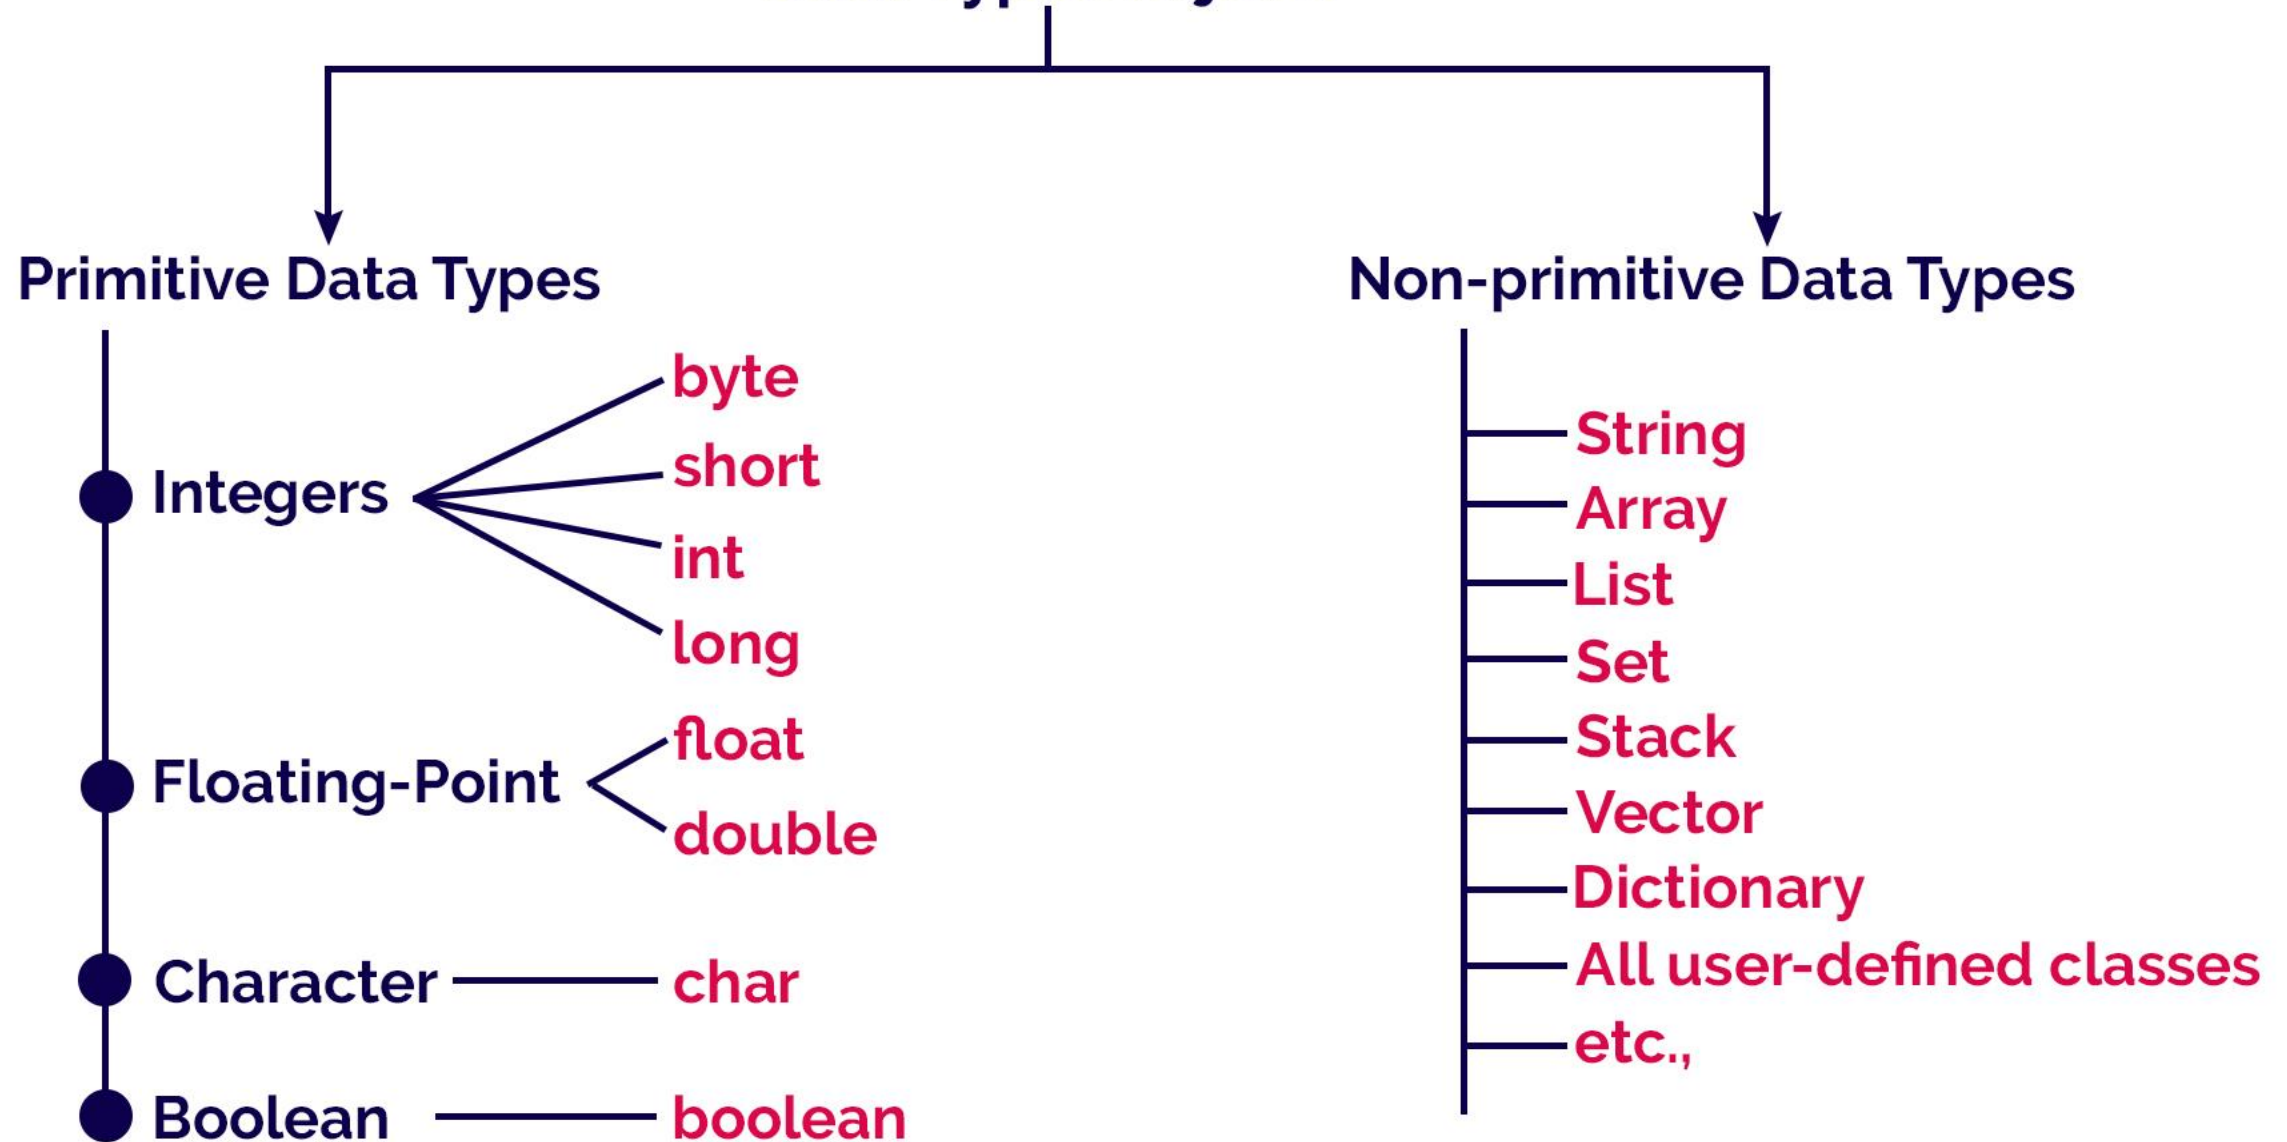 Primitive Data Types
Integers
byte
short
int
long
Floating-Point
float
double
Character
char
Boolean
boolean
Non-primitive Data Types
String
Array
List
Set
Stack
Vector
Dictionary
All user-defined classes
etc.,